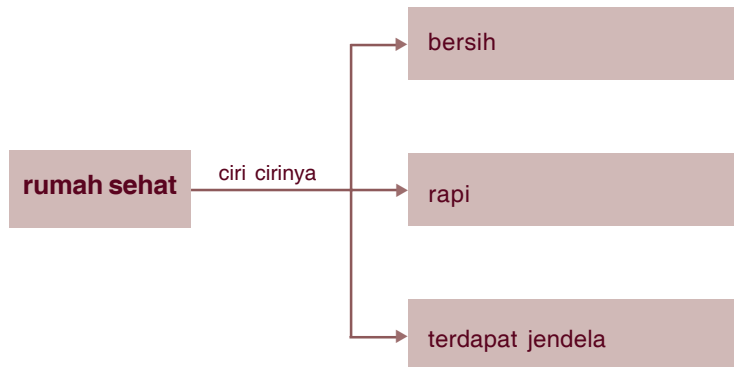 rumah sehat
ciri cirinya
bersih
rapi
terdapat jendela